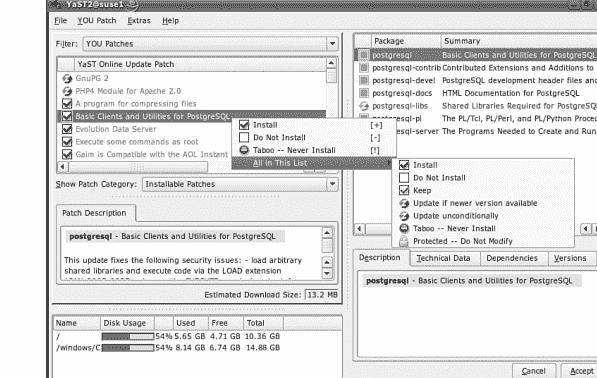 YaST2@suse1
File YOU Patch Extras Help
Filter: YOU Patches
YaST Online Update Patch
GnuPG 2
PHP4 Module for Apache 2.0
A program for compressing files
Basic Clients and Utilities for PostgreSQL
Evolution Data Server
Execute some commands as root
Gaim is Compatible with the AOL Instant
Install [+]
Do Not Install [-]
Taboo -- Never Install [!]
All in This List
Install
Do Not Install
Keep
Update if newer version available
Update unconditionally
Taboo -- Never Install
Protected -- Do Not Modify
Show Patch Category: Installable Patches
Patch Description
postgresql - Basic Clients and Utilities for PostgreSQL
This update fixes the following security issues: - load arbitrary
shared libraries and execute code via the LOAD extension
Estimated Download Size: 13.2 MB
Name Disk Usage Used Free Total
/ 54% 5.65 GB 4.71 GB 10.36 GB
/windows/C 54% 8.14 GB 6.74 GB 14.88 GB
Package Summary
postgresql Basic Clients and Utilities for PostgreSQL
postgresql-contrib Contributed Extensions and Additions to
postgresql-devel PostgreSQL development header files and
postgresql-docs HTML Documentation for PostgreSQL
postgresql-libs Shared Libraries Required for PostgreSQL
postgresql-pl The PL/Tcl, PL/Perl, and PL/Python Proce
postgresql-server The Programs Needed to Create and Run
Description Technical Data Dependencies Versions
postgresql - Basic Clients and Utilities for PostgreSQL
Cancel Accept